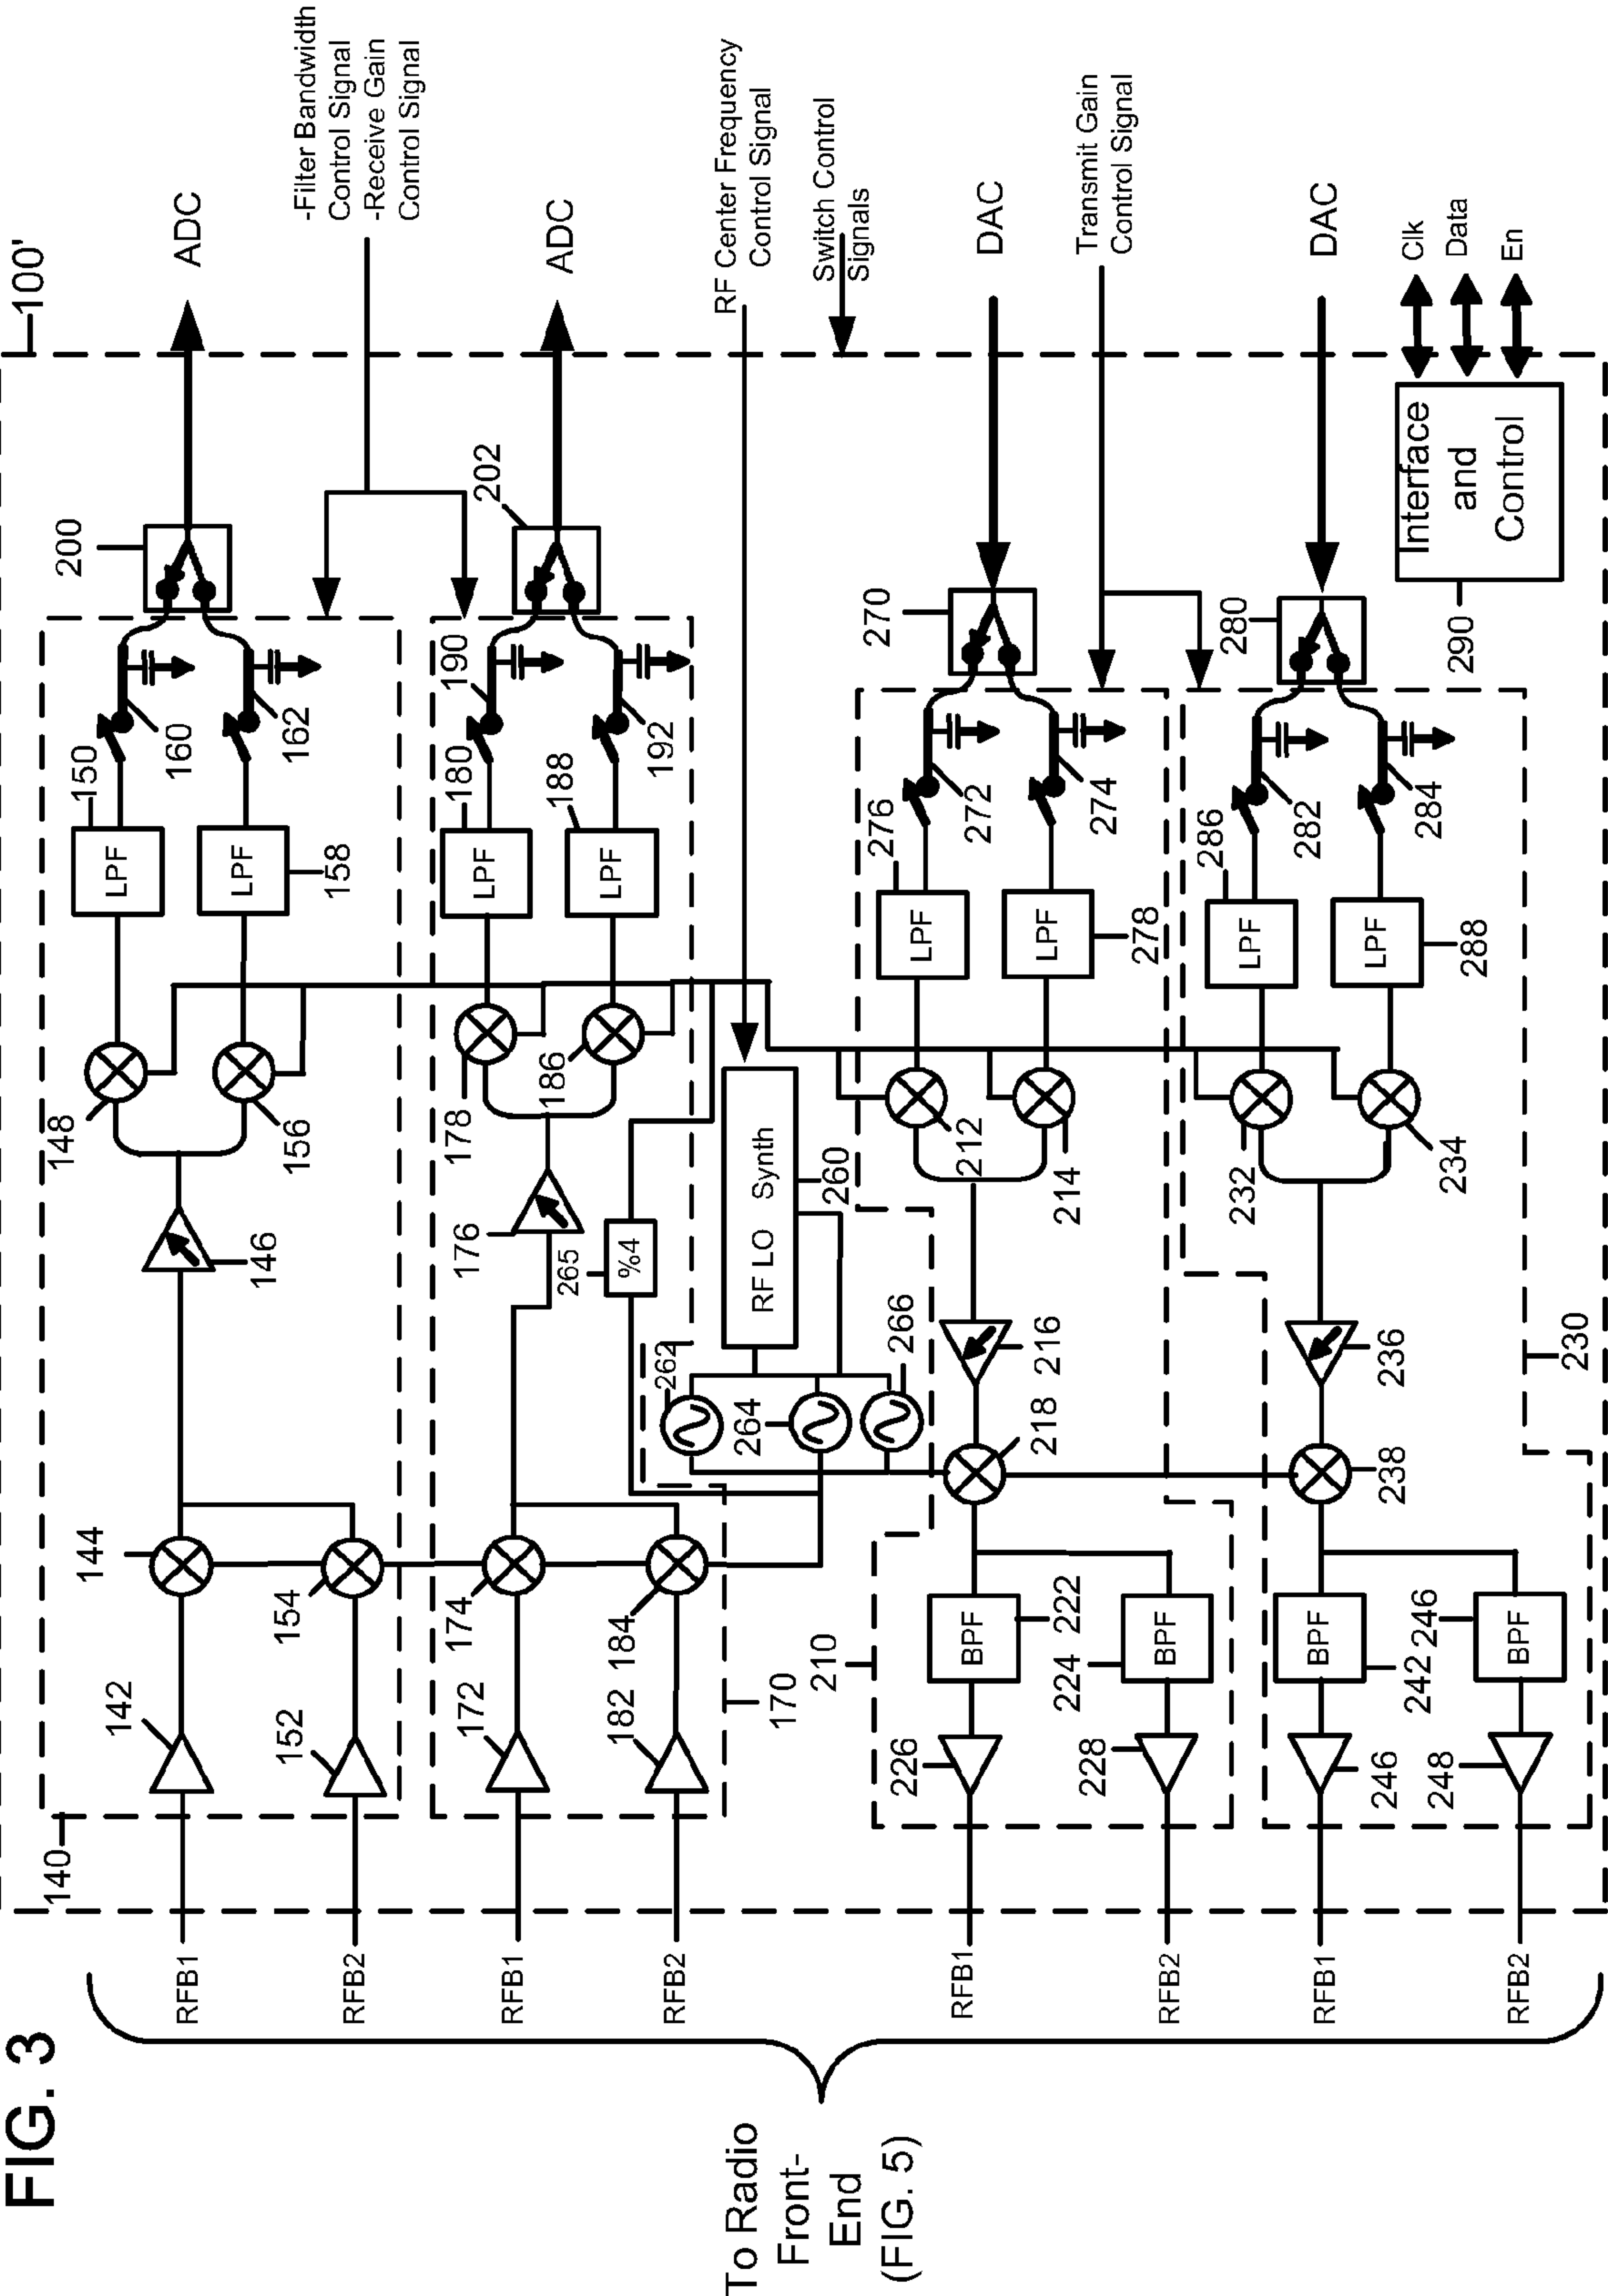 FIG. 3
100'
ADC
-Filter Bandwidth
Control Signal
-Receive Gain
Control Signal
ADC
RF Center Frequency
Control Signal
Switch Control
Signals
DAC
Transmit Gain
Control Signal
DAC
Clk
Data
En
Interface
and
Control
290
200
202
270
280
150
LPF
160
LPF
158
162
148
156
146
144
154
142
152
140
180
LPF
190
188
LPF
192
178
186
176
265
%4
174
184
172
182
170
RF LO Synth
260
262
264
266
276
LPF
272
LPF
278
274
212
214
216
218
BPF
222
224
BPF
226
228
210
286
LPF
282
LPF
288
284
232
234
236
238
230
BPF
242
246
BPF
246
248
RFB1
RFB2
RFB1
RFB2
RFB1
RFB2
RFB1
RFB2
To Radio
Front-
End
(FIG. 5)